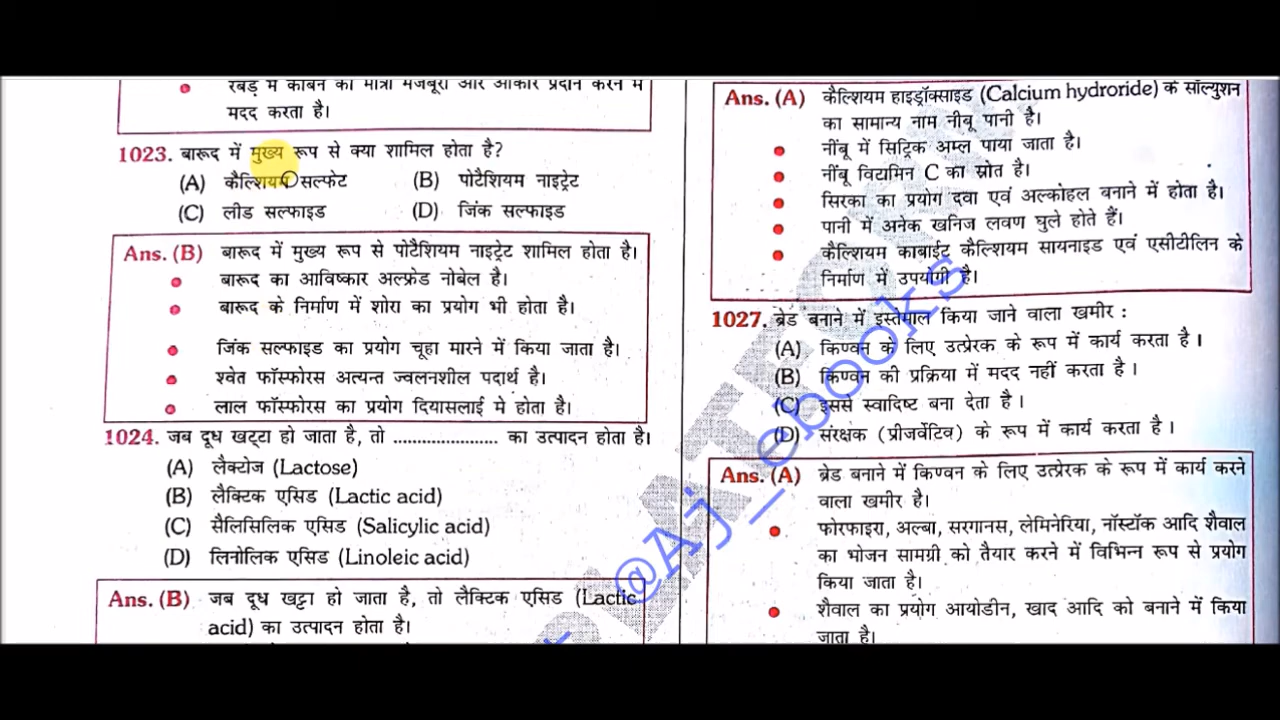 रबड़ में कार्बन की मात्रा मजबूरी और आकार प्रदान करने में
मदद करता है।
1023. बारूद में मुख्य रूप से क्या शामिल होता है?
(A) कैल्शियम सल्फेट (B) पोटैशियम नाइट्रेट
(C) लीड सल्फाइड (D) जिंक सल्फाइड
Ans. (B) बारूद में मुख्य रूप से पोटैशियम नाइट्रेट शामिल होता है।
बारूद का आविष्कार अल्फ्रेड नोबेल है।
बारूद के निर्माण में शोरा का प्रयोग भी होता है।
जिंक सल्फाइड का प्रयोग चूहा मारने में किया जाता है।
श्वेत फॉस्फोरस अत्यन्त ज्वलनशील पदार्थ है।
लाल फॉस्फोरस का प्रयोग दियासलाई मे होता है।
1024. जब दूध खट्टा हो जाता है, तो ...................... का उत्पादन होता है।
(A) लैक्टोज (Lactose)
(B) लैक्टिक एसिड (Lactic acid)
(C) सैलिसिलिक एसिड (Salicylic acid)
(D) लिनोलिक एसिड (Linoleic acid)
Ans. (B) जब दूध खट्टा हो जाता है, तो लैक्टिक एसिड (Lactic
acid) का उत्पादन होता है।
Ans. (A) कैल्शियम हाइड्रॉक्साइड (Calcium hydroride) के सॉल्युशन
का सामान्य नाम नीबू पानी है।
नींबू में सिट्रिक अम्ल पाया जाता है।
नींबू विटामिन C का स्रोत है।
सिरका का प्रयोग दवा एवं अल्कोहल बनाने में होता है।
पानी में अनेक खनिज लवण घुले होते हैं।
कैल्शियम कार्बाईट कैल्शियम सायनाइड एवं एसीटीलिन के
निर्माण में उपयोगी है।
1027. ब्रेड बनाने में इस्तेमाल किया जाने वाला खमीर :
(A) किण्वन के लिए उत्प्रेरक के रूप में कार्य करता है।
(B) किण्वन की प्रक्रिया में मदद नहीं करता है।
(C) इससे स्वादिष्ट बना देता है।
(D) संरक्षक (प्रीजर्वेटिव) के रूप में कार्य करता है।
Ans. (A) ब्रेड बनाने में किण्वन के लिए उत्प्रेरक के रूप में कार्य करने
वाला खमीर है।
फोरफाइरा, अल्बा, सरगानस, लेमिनेरिया, नॉस्टॉक आदि शैवाल
का भोजन सामग्री को तैयार करने में विभिन्न रूप से प्रयोग
किया जाता है।
शैवाल का प्रयोग आयोडीन, खाद आदि को बनाने में किया
जाता है।
@Aj_ebooks